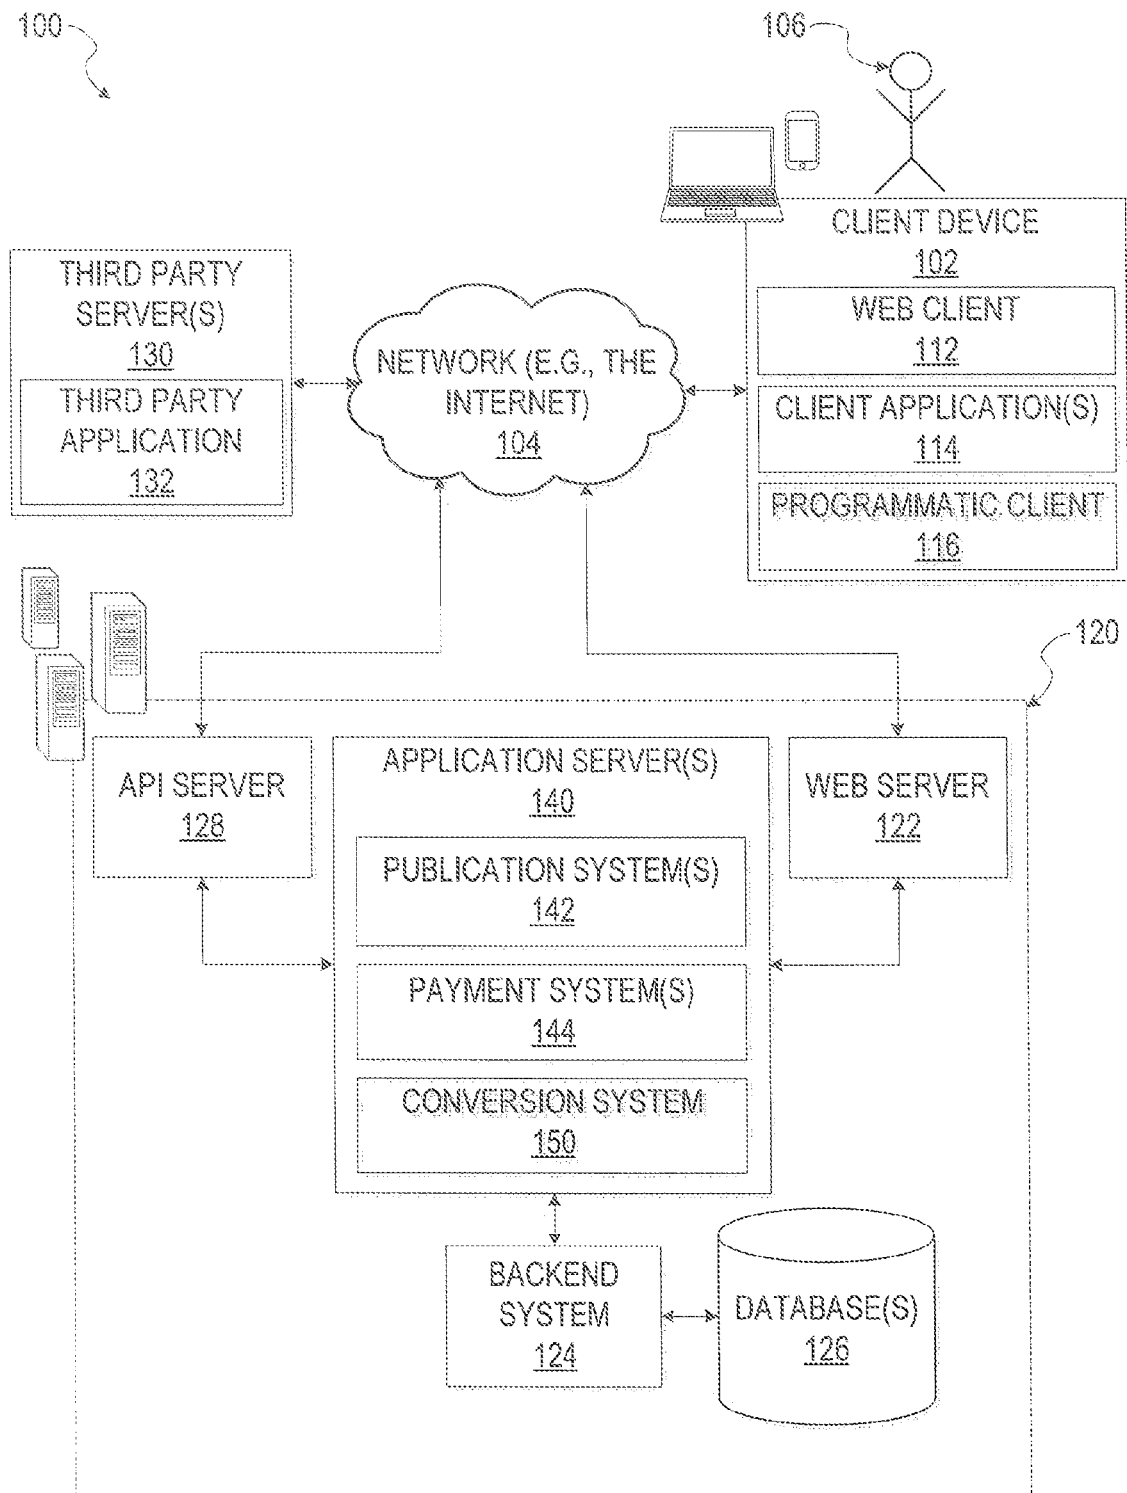 100
106
CLIENT DEVICE
102
WEB CLIENT
112
CLIENT APPLICATION(S)
114
PROGRAMMATIC CLIENT
116
THIRD PARTY
SERVER(S)
130
THIRD PARTY
APPLICATION
132
NETWORK (E.G., THE
INTERNET)
104
120
API SERVER
128
APPLICATION SERVER(S)
140
PUBLICATION SYSTEM(S)
142
PAYMENT SYSTEM(S)
144
CONVERSION SYSTEM
150
WEB SERVER
122
BACKEND
SYSTEM
124
DATABASE(S)
126